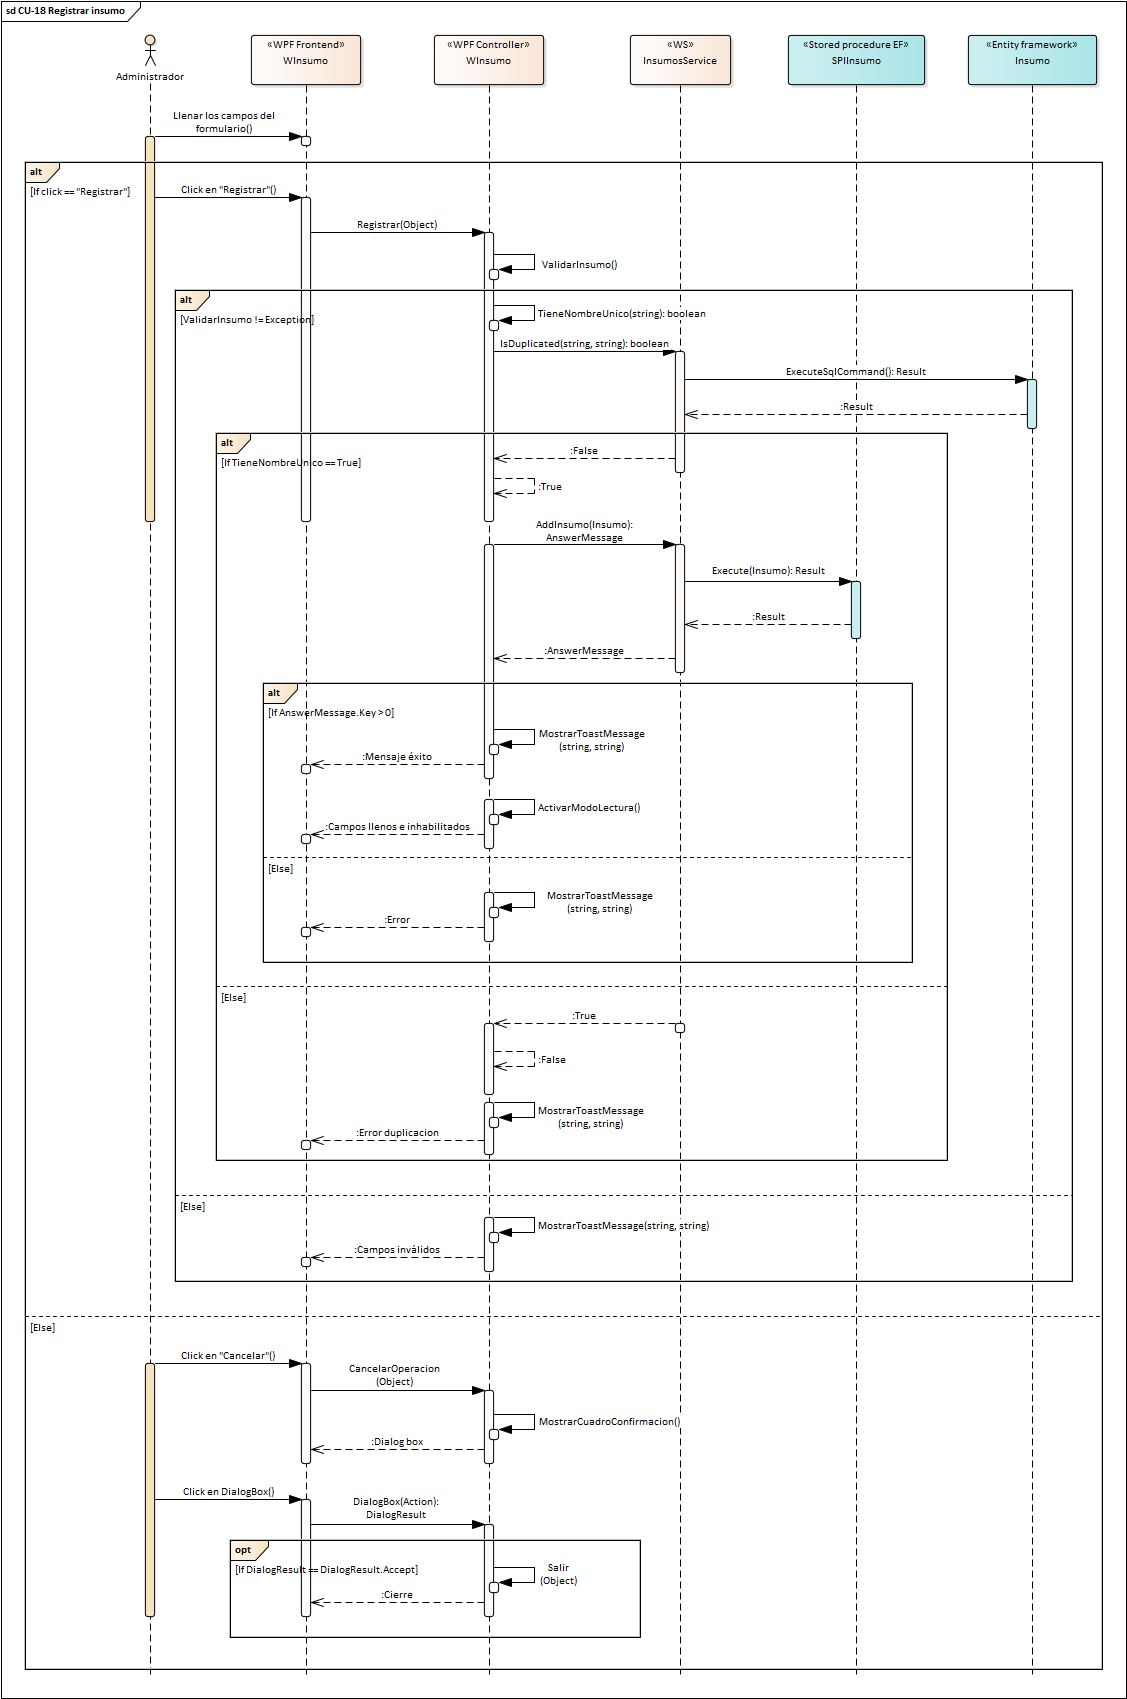 sd CU-18 Registrar insumo
Administrador
«WPF Frontend»
WInsumo
«WPF Controller»
WInsumo
«WS»
InsumosService
«Stored procedure EF»
SPIInsumo
«Entity framework»
Insumo
Llenar los campos del
formulario()
alt
[If click == "Registrar"]
Click en "Registrar"()
Registrar(Object)
ValidarInsumo()
alt
[ValidarInsumo != Exception]
TieneNombreUnico(string): boolean
IsDuplicated(string, string): boolean
ExecuteSqlCommand(): Result
:Result
alt
[If TieneNombreUnico == True]
:False
:True
AddInsumo(Insumo):
AnswerMessage
Execute(Insumo): Result
:Result
:AnswerMessage
alt
[If AnswerMessage.Key > 0]
MostrarToastMessage
(string, string)
:Mensaje éxito
ActivarModoLectura()
:Campos llenos e inhabilitados
[Else]
MostrarToastMessage
(string, string)
:Error
[Else]
:True
:False
MostrarToastMessage
(string, string)
:Error duplicacion
[Else]
MostrarToastMessage(string, string)
:Campos inválidos
[Else]
Click en "Cancelar"()
CancelarOperacion
(Object)
MostrarCuadroConfirmacion()
:Dialog box
Click en DialogBox()
DialogBox(Action):
DialogResult
opt
[If DialogResult == DialogResult.Accept]
Salir
(Object)
:Cierre